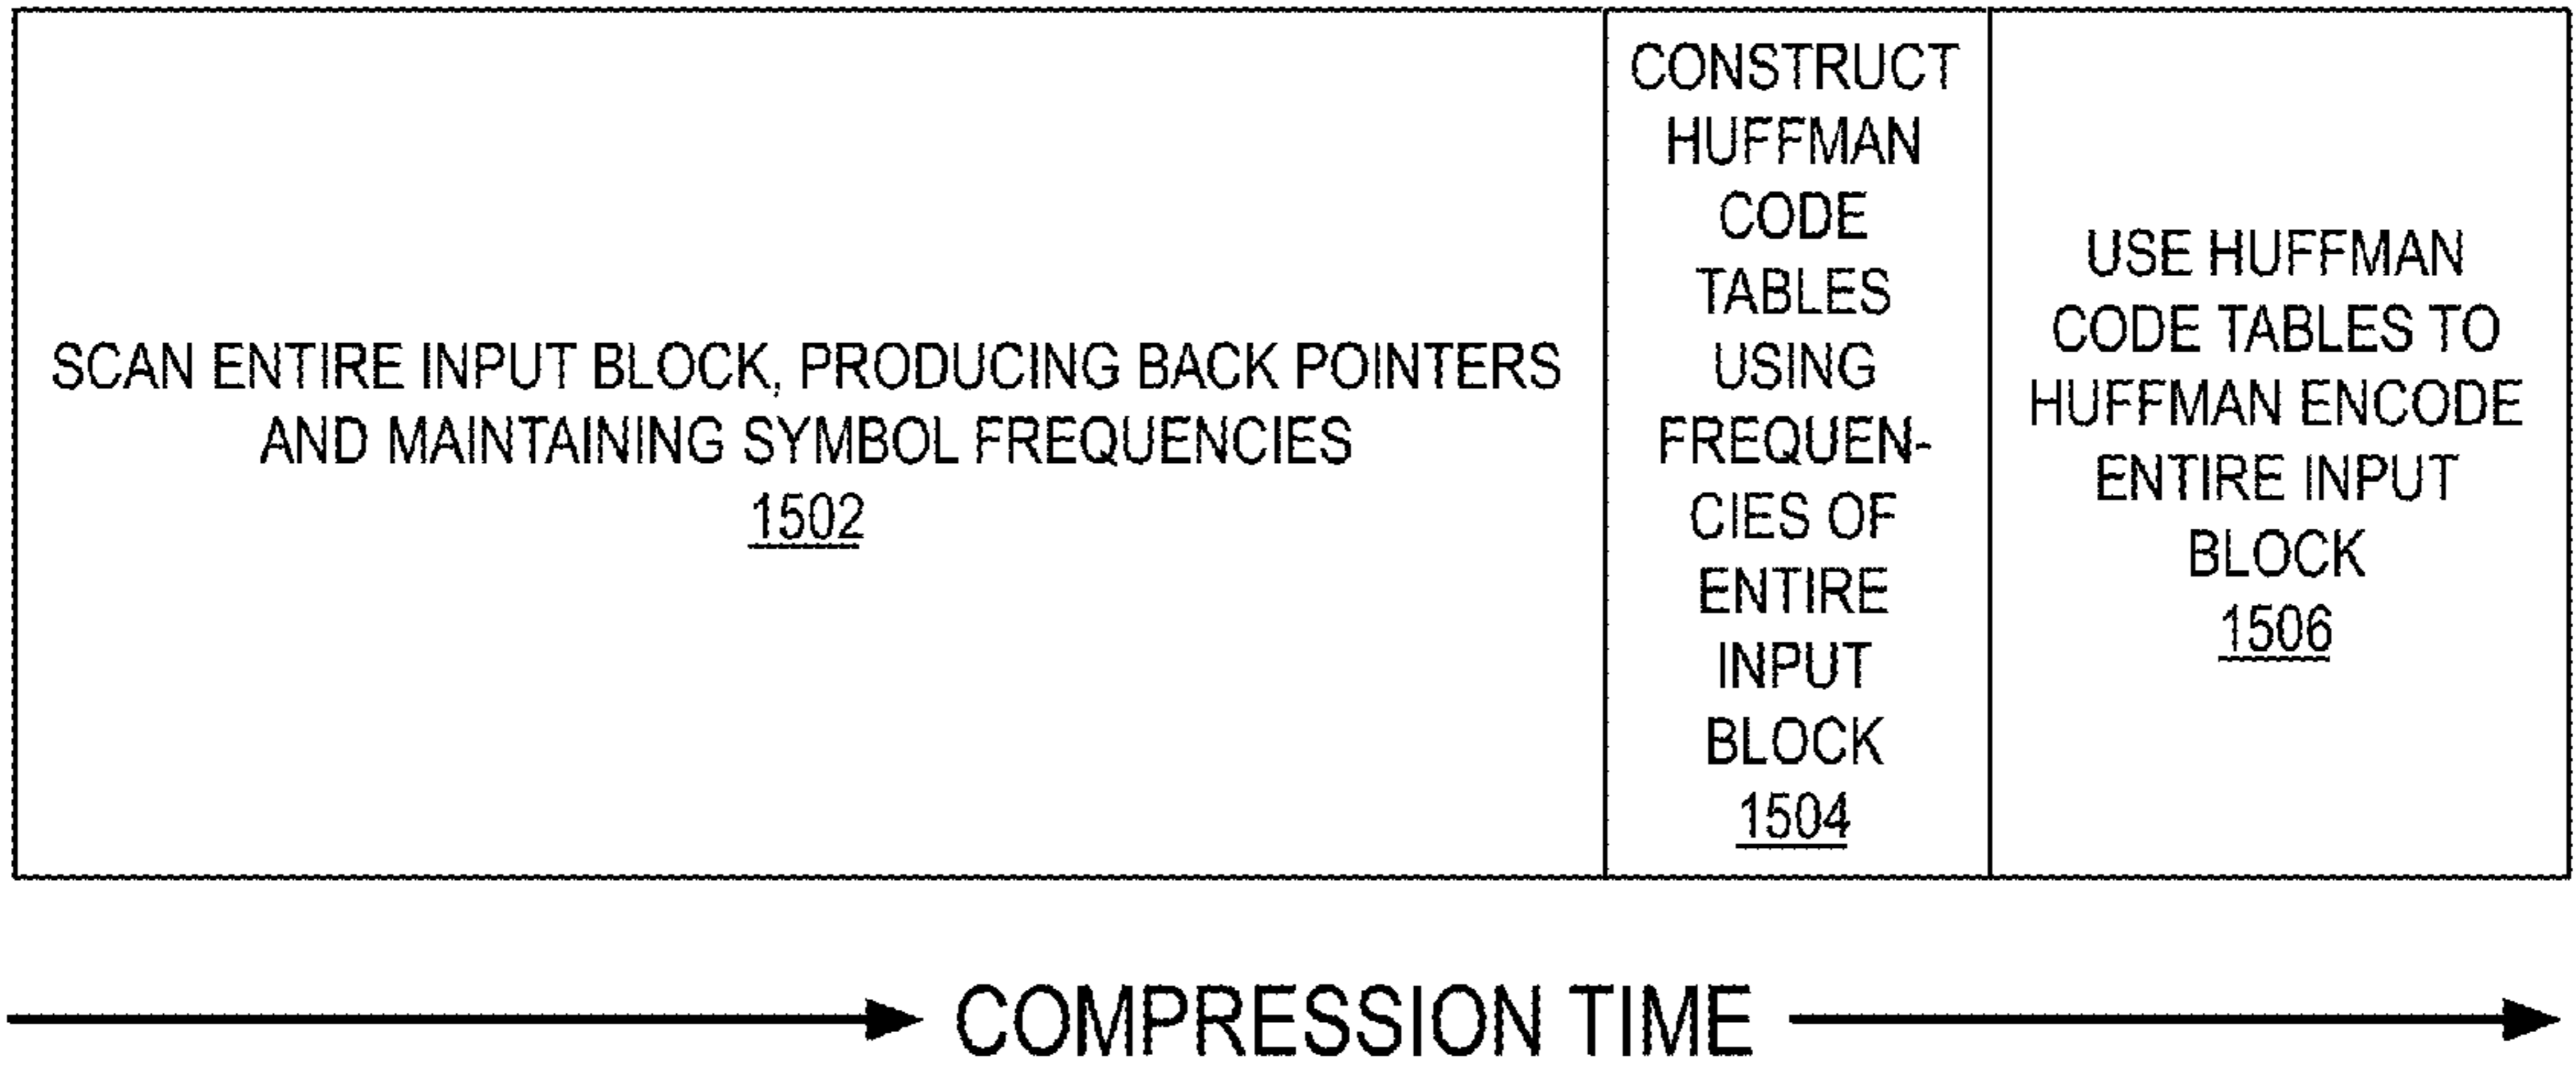 SCAN ENTIRE INPUT BLOCK, PRODUCING BACK POINTERS
AND MAINTAINING SYMBOL FREQUENCIES
1502
CONSTRUCT
HUFFMAN
CODE
TABLES
USING
FREQUEN-
CIES OF
ENTIRE
INPUT
BLOCK
1504
USE HUFFMAN
CODE TABLES TO
HUFFMAN ENCODE
ENTIRE INPUT
BLOCK
1506
COMPRESSION TIME